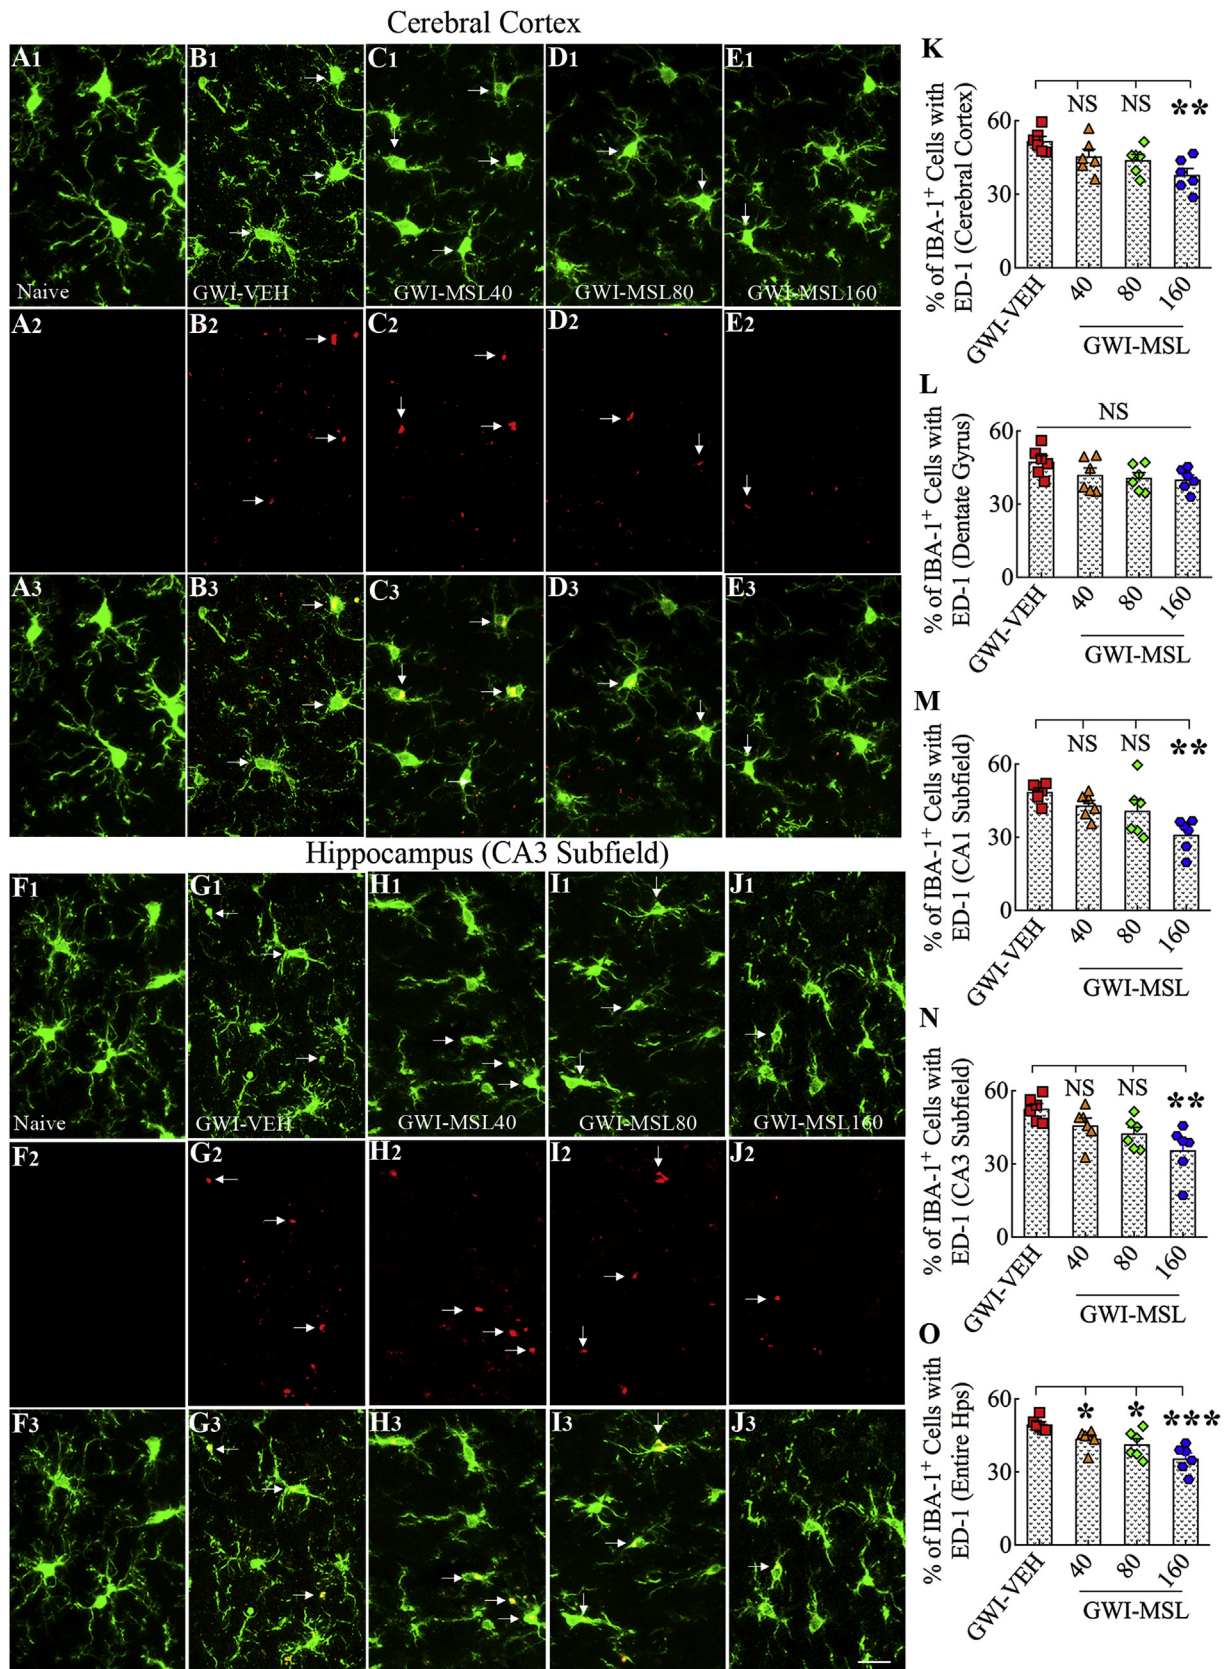 Cerebral Cortex
A1 B1 C1 D1 E1
Naive GWI-VEH GWI-MSL40 GWI-MSL80 GWI-MSL160
A2 B2 C2 D2 E2
A3 B3 C3 D3 E3
Hippocampus (CA3 Subfield)
F1 G1 H1 I1 J1
Naive GWI-VEH GWI-MSL40 GWI-MSL80 GWI-MSL160
F2 G2 H2 I2 J2
F3 G3 H3 I3 J3
K
% of IBA-1+ Cells with
ED-1 (Cerebral Cortex)
NS NS **
60
30
0
GWI-VEH 40 80 160
GWI-MSL
L
% of IBA-1+ Cells with
ED-1 (Dentate Gyrus)
NS
60
30
0
GWI-VEH 40 80 160
GWI-MSL
M
% of IBA-1+ Cells with
ED-1 (CA1 Subfield)
NS NS **
60
30
0
GWI-VEH 40 80 160
GWI-MSL
N
% of IBA-1+ Cells with
ED-1 (CA3 Subfield)
NS NS **
60
30
0
GWI-VEH 40 80 160
GWI-MSL
O
% of IBA-1+ Cells with
ED-1 (Entire Hps)
* * ***
60
30
0
GWI-VEH 40 80 160
GWI-MSL